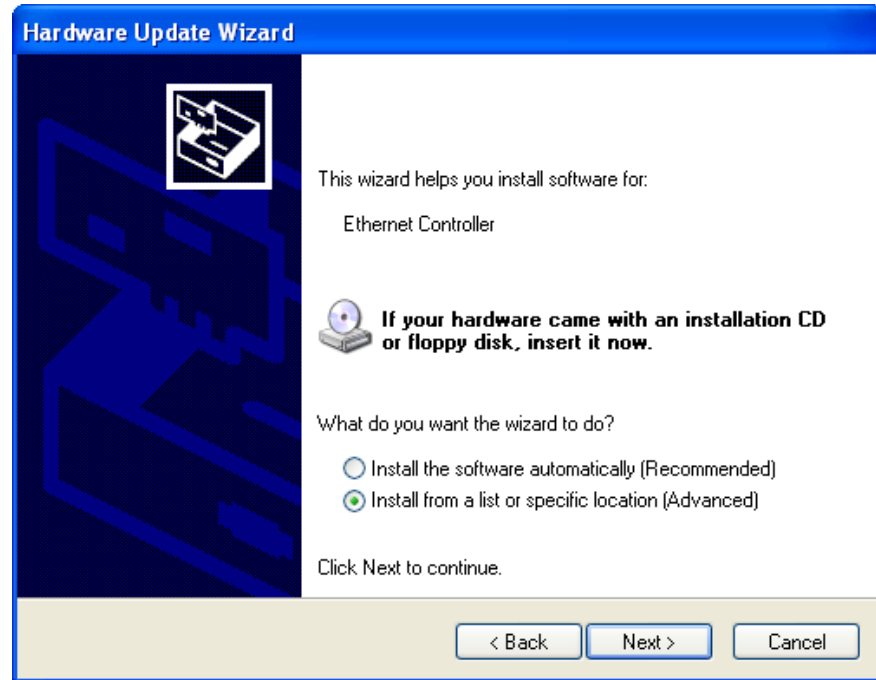 Hardware Update Wizard
This wizard helps you install software for:
Ethernet Controller
If your hardware came with an installation CD
or floppy disk, insert it now.
What do you want the wizard to do?
Install the software automatically (Recommended)
Install from a list or specific location (Advanced)
Click Next to continue.
< Back Next > Cancel